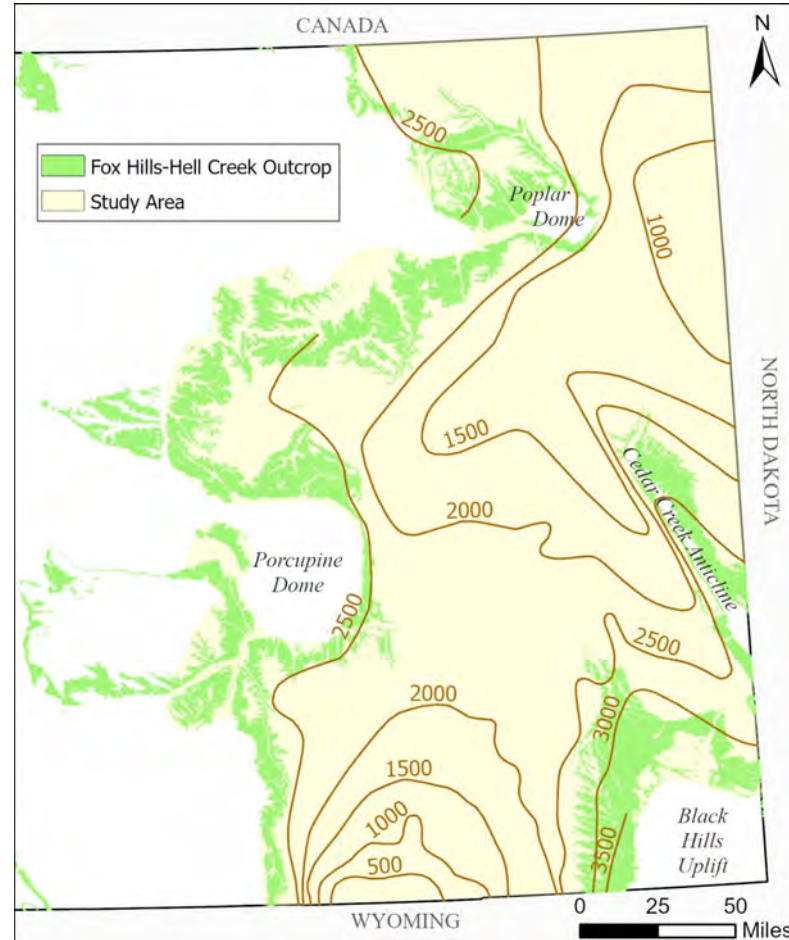 CANADA
N
2500
Fox Hills-Hell Creek Outcrop
Study Area
Poplar
Dome
1000
NORTH DAKOTA
1500
Cedar Creek Anticline
2000
Porcupine
Dome
2500
2500
2000
3000
1500
1000
500
3500
Black
Hills
Uplift
WYOMING
0 25 50
Miles